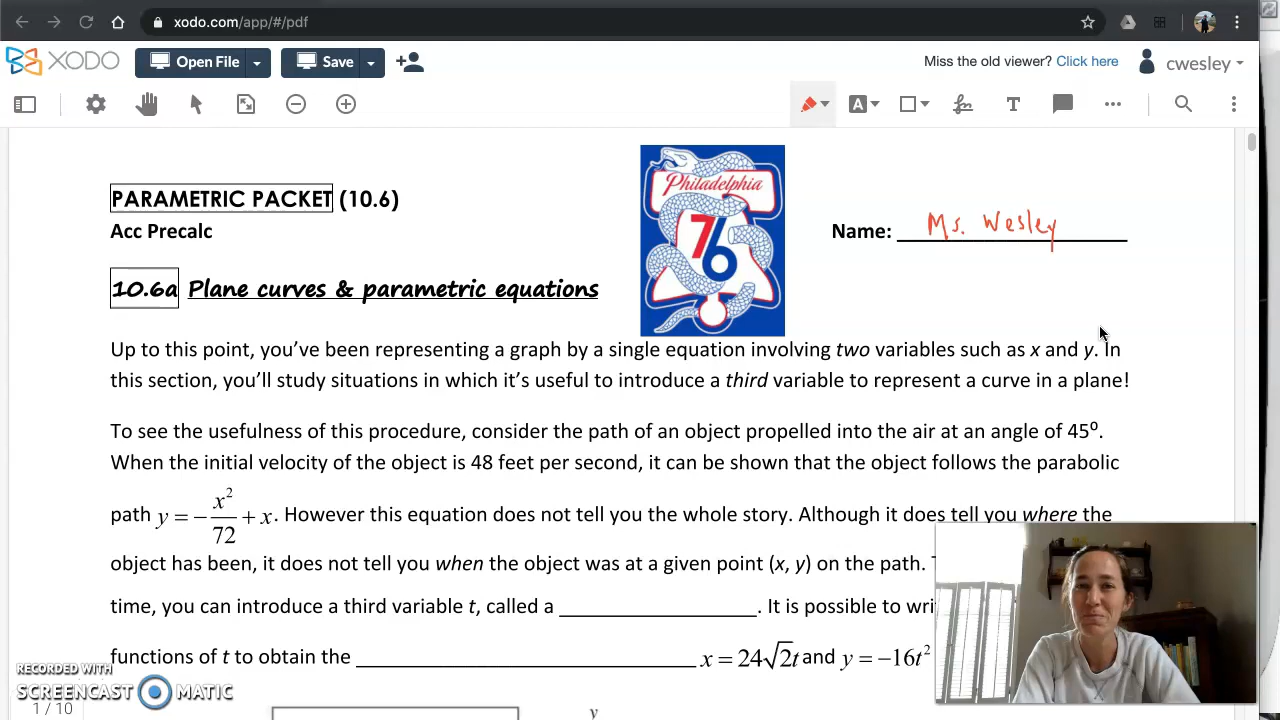 xodo.com/app/#/pdf
XODO
Open File
Save
Missing the old viewer? Click here
cwesley
PARAMETRIC PACKET (10.6)
Acc Precalc
Philadelphia
76
Name: Ms. Wesley
10.6a Plane curves & parametric equations
Up to this point, you've been representing a graph by a single equation involving two variables such as x and y. In
this section, you'll study situations in which it's useful to introduce a third variable to represent a curve in a plane!
To see the usefulness of this procedure, consider the path of an object propelled into the air at an angle of 45º.
When the initial velocity of the object is 48 feet per second, it can be shown that the object follows the parabolic
path y = −x²/72 + x. However this equation does not tell you the whole story. Although it does tell you where the
object has been, it does not tell you when the object was at a given point (x, y) on the path.
time, you can introduce a third variable t, called a ________________. It is possible to
functions of t to obtain the ____________________________ x = 24√2t and y = −16t²
RECORDED WITH
SCREENCAST MATIC
1 / 10
y